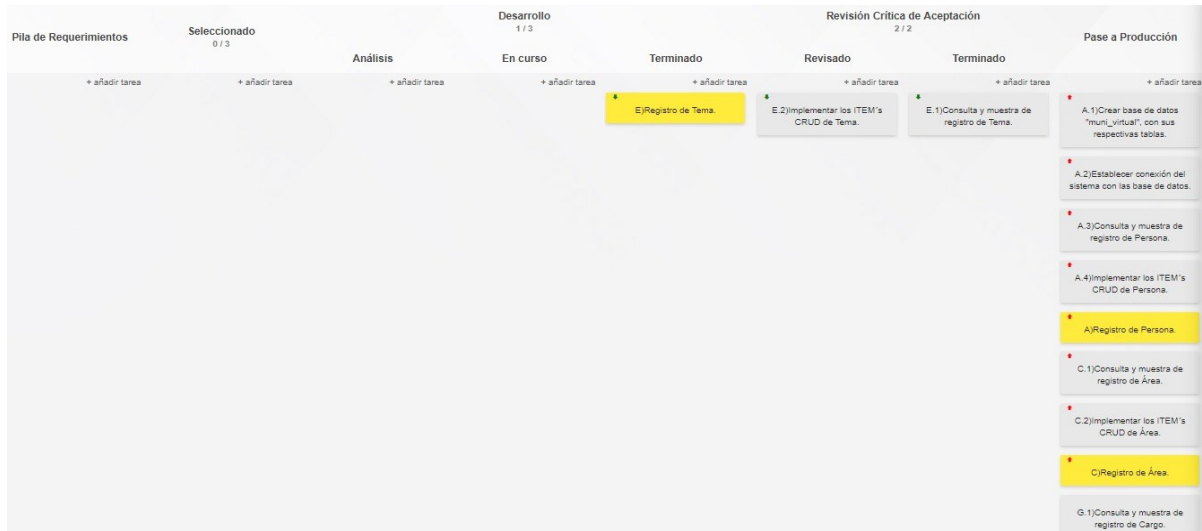 Pila de Requerimientos
Seleccionado
0 / 3
Desarrollo
1 / 3
Revisión Crítica de Aceptación
2 / 2
Pase a Producción
Análisis
En curso
Terminado
Revisado
Terminado
+ añadir tarea
+ añadir tarea
+ añadir tarea
+ añadir tarea
+ añadir tarea
+ añadir tarea
+ añadir tarea
+ añadir tarea
E)Registro de Tema.
E.2)Implementar los ITEM´s
CRUD de Tema.
E.1)Consulta y muestra de
registro de Tema.
A.1)Crear base de datos
"muni_virtual", con sus
respectivas tablas.
A.2)Establecer conexión del
sistema con las base de datos.
A.3)Consulta y muestra de
registro de Persona.
A.4)Implementar los ITEM´s
CRUD de Persona.
A)Registro de Persona.
C.1)Consulta y muestra de
registro de Área.
C.2)Implementar los ITEM´s
CRUD de Área.
C)Registro de Área.
G.1)Consulta y muestra de
registro de Cargo.